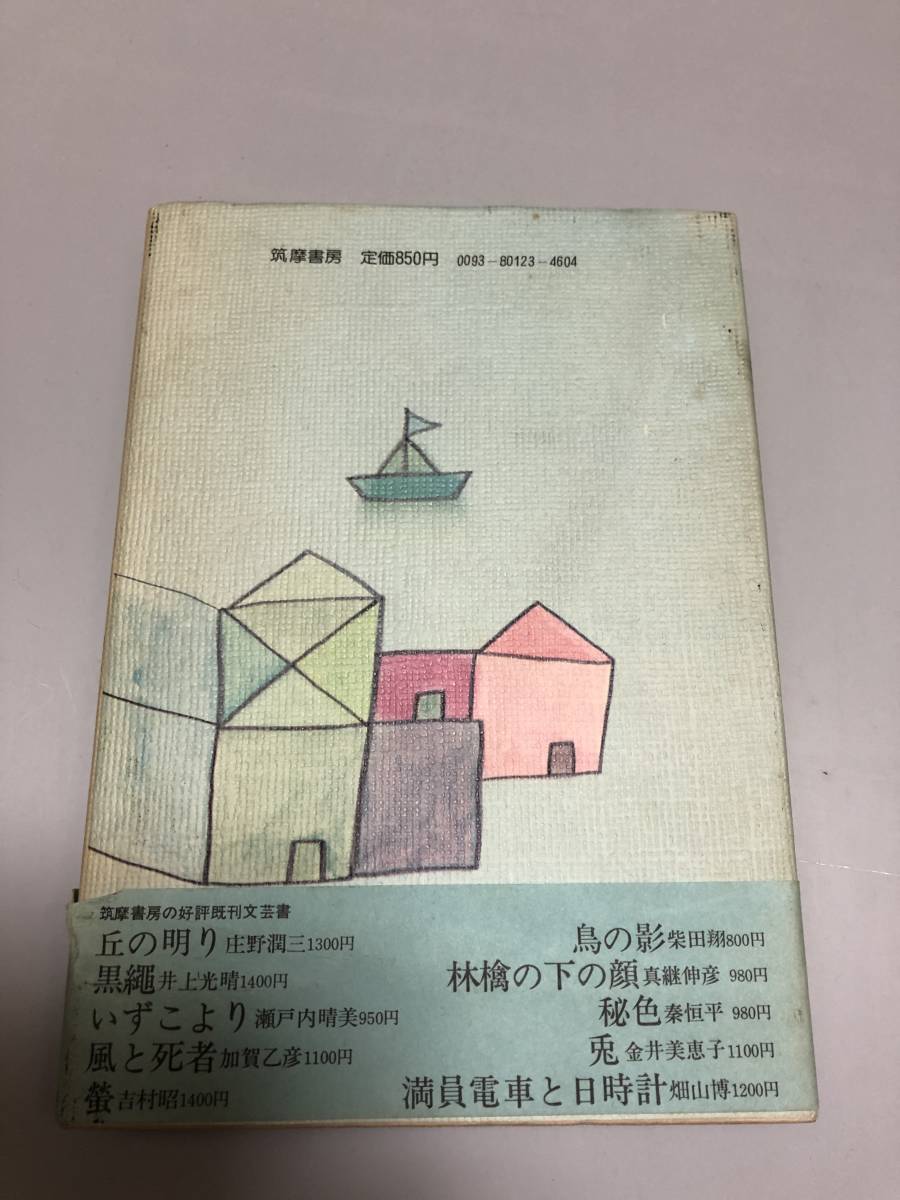 筑摩書房 定価850円 0093-80123-4604
筑摩書房の好評既刊文芸書
丘の明り 庄野潤三1300円
黒縄 井上光晴1400円
いずこより 瀬戸内晴美950円
風と死者 加賀乙彦1100円
螢 吉村昭1400円
鳥の影 柴田翔800円
林檎の下の顔 真継伸彦 980円
秘色 秦恒平 980円
兎 金井美恵子1100円
満員電車と日時計 畑山博1200円